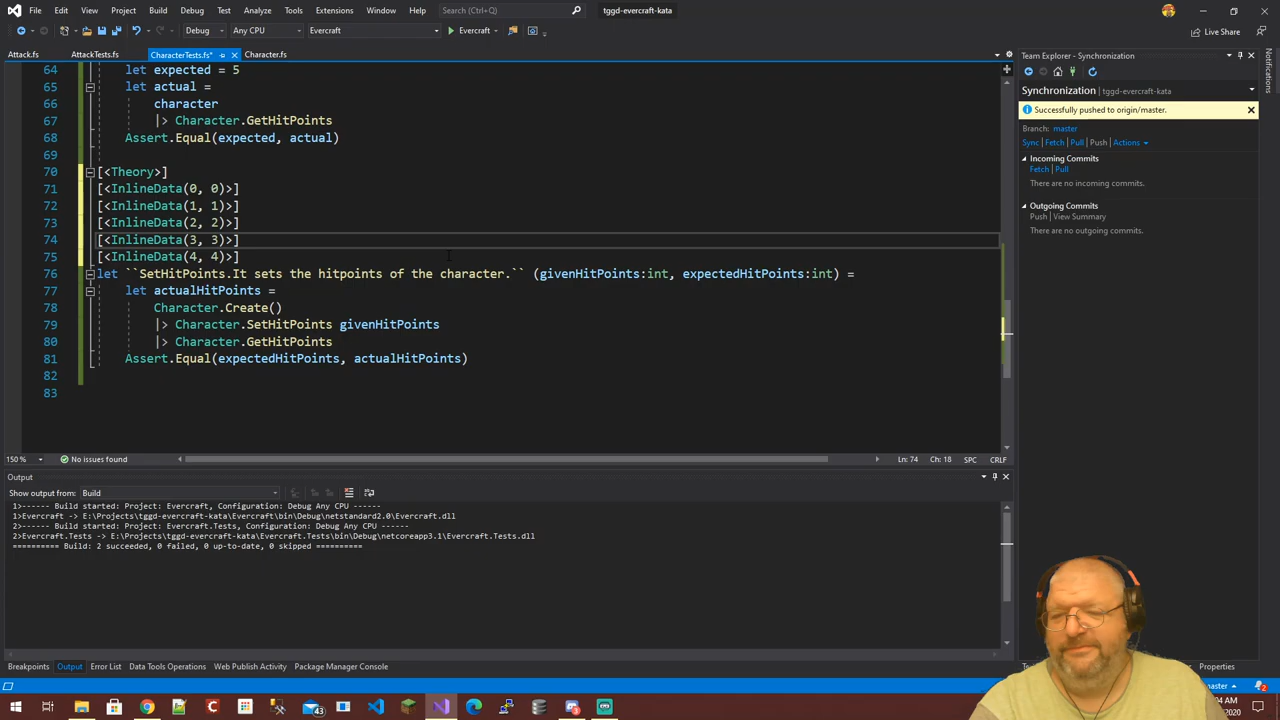 File Edit View Project Build Debug Test Analyze Tools Extensions Window Help Search (Ctrl+Q) tggd-evercraft-kata
Debug Any CPU Evercraft Evercraft Live Share
Attack.fs AttackTests.fs CharacterTests.fs* Character.fs
Team Explorer - Synchronization
Synchronization | tggd-evercraft-kata
Successfully pushed to origin/master.
Branch: master
Sync Fetch Pull Push Actions
Incoming Commits
Fetch | Pull
There are no incoming commits.
Outgoing Commits
Push | View Summary
There are no outgoing commits.
Notifications
64 let expected = 5
65 let actual =
66 character
67 |> Character.GetHitPoints
68 Assert.Equal(expected, actual)
69
70 [<Theory>]
71 [<InlineData(0, 0)>]
72 [<InlineData(1, 1)>]
73 [<InlineData(2, 2)>]
74 [<InlineData(3, 3)>]
75 [<InlineData(4, 4)>]
76 let ``SetHitPoints.It sets the hitpoints of the character.`` (givenHitPoints:int, expectedHitPoints:int) =
77 let actualHitPoints =
78 Character.Create()
79 |> Character.SetHitPoints givenHitPoints
80 |> Character.GetHitPoints
81 Assert.Equal(expectedHitPoints, actualHitPoints)
82
83
150 % No issues found Ln: 74 Ch: 18 SPC CRLF
Output
Show output from: Build
1>------ Build started: Project: Evercraft, Configuration: Debug Any CPU ------
1>Evercraft -> E:\Projects\tggd-evercraft-kata\Evercraft\bin\Debug\netstandard2.0\Evercraft.dll
2>------ Build started: Project: Evercraft.Tests, Configuration: Debug Any CPU ------
2>Evercraft.Tests -> E:\Projects\tggd-evercraft-kata\Evercraft.Tests\bin\Debug\netcoreapp3.1\Evercraft.Tests.dll
========== Build: 2 succeeded, 0 failed, 0 up-to-date, 0 skipped ==========
Breakpoints Output Error List Data Tools Operations Web Publish Activity Package Manager Console Properties
master 2
43
2020